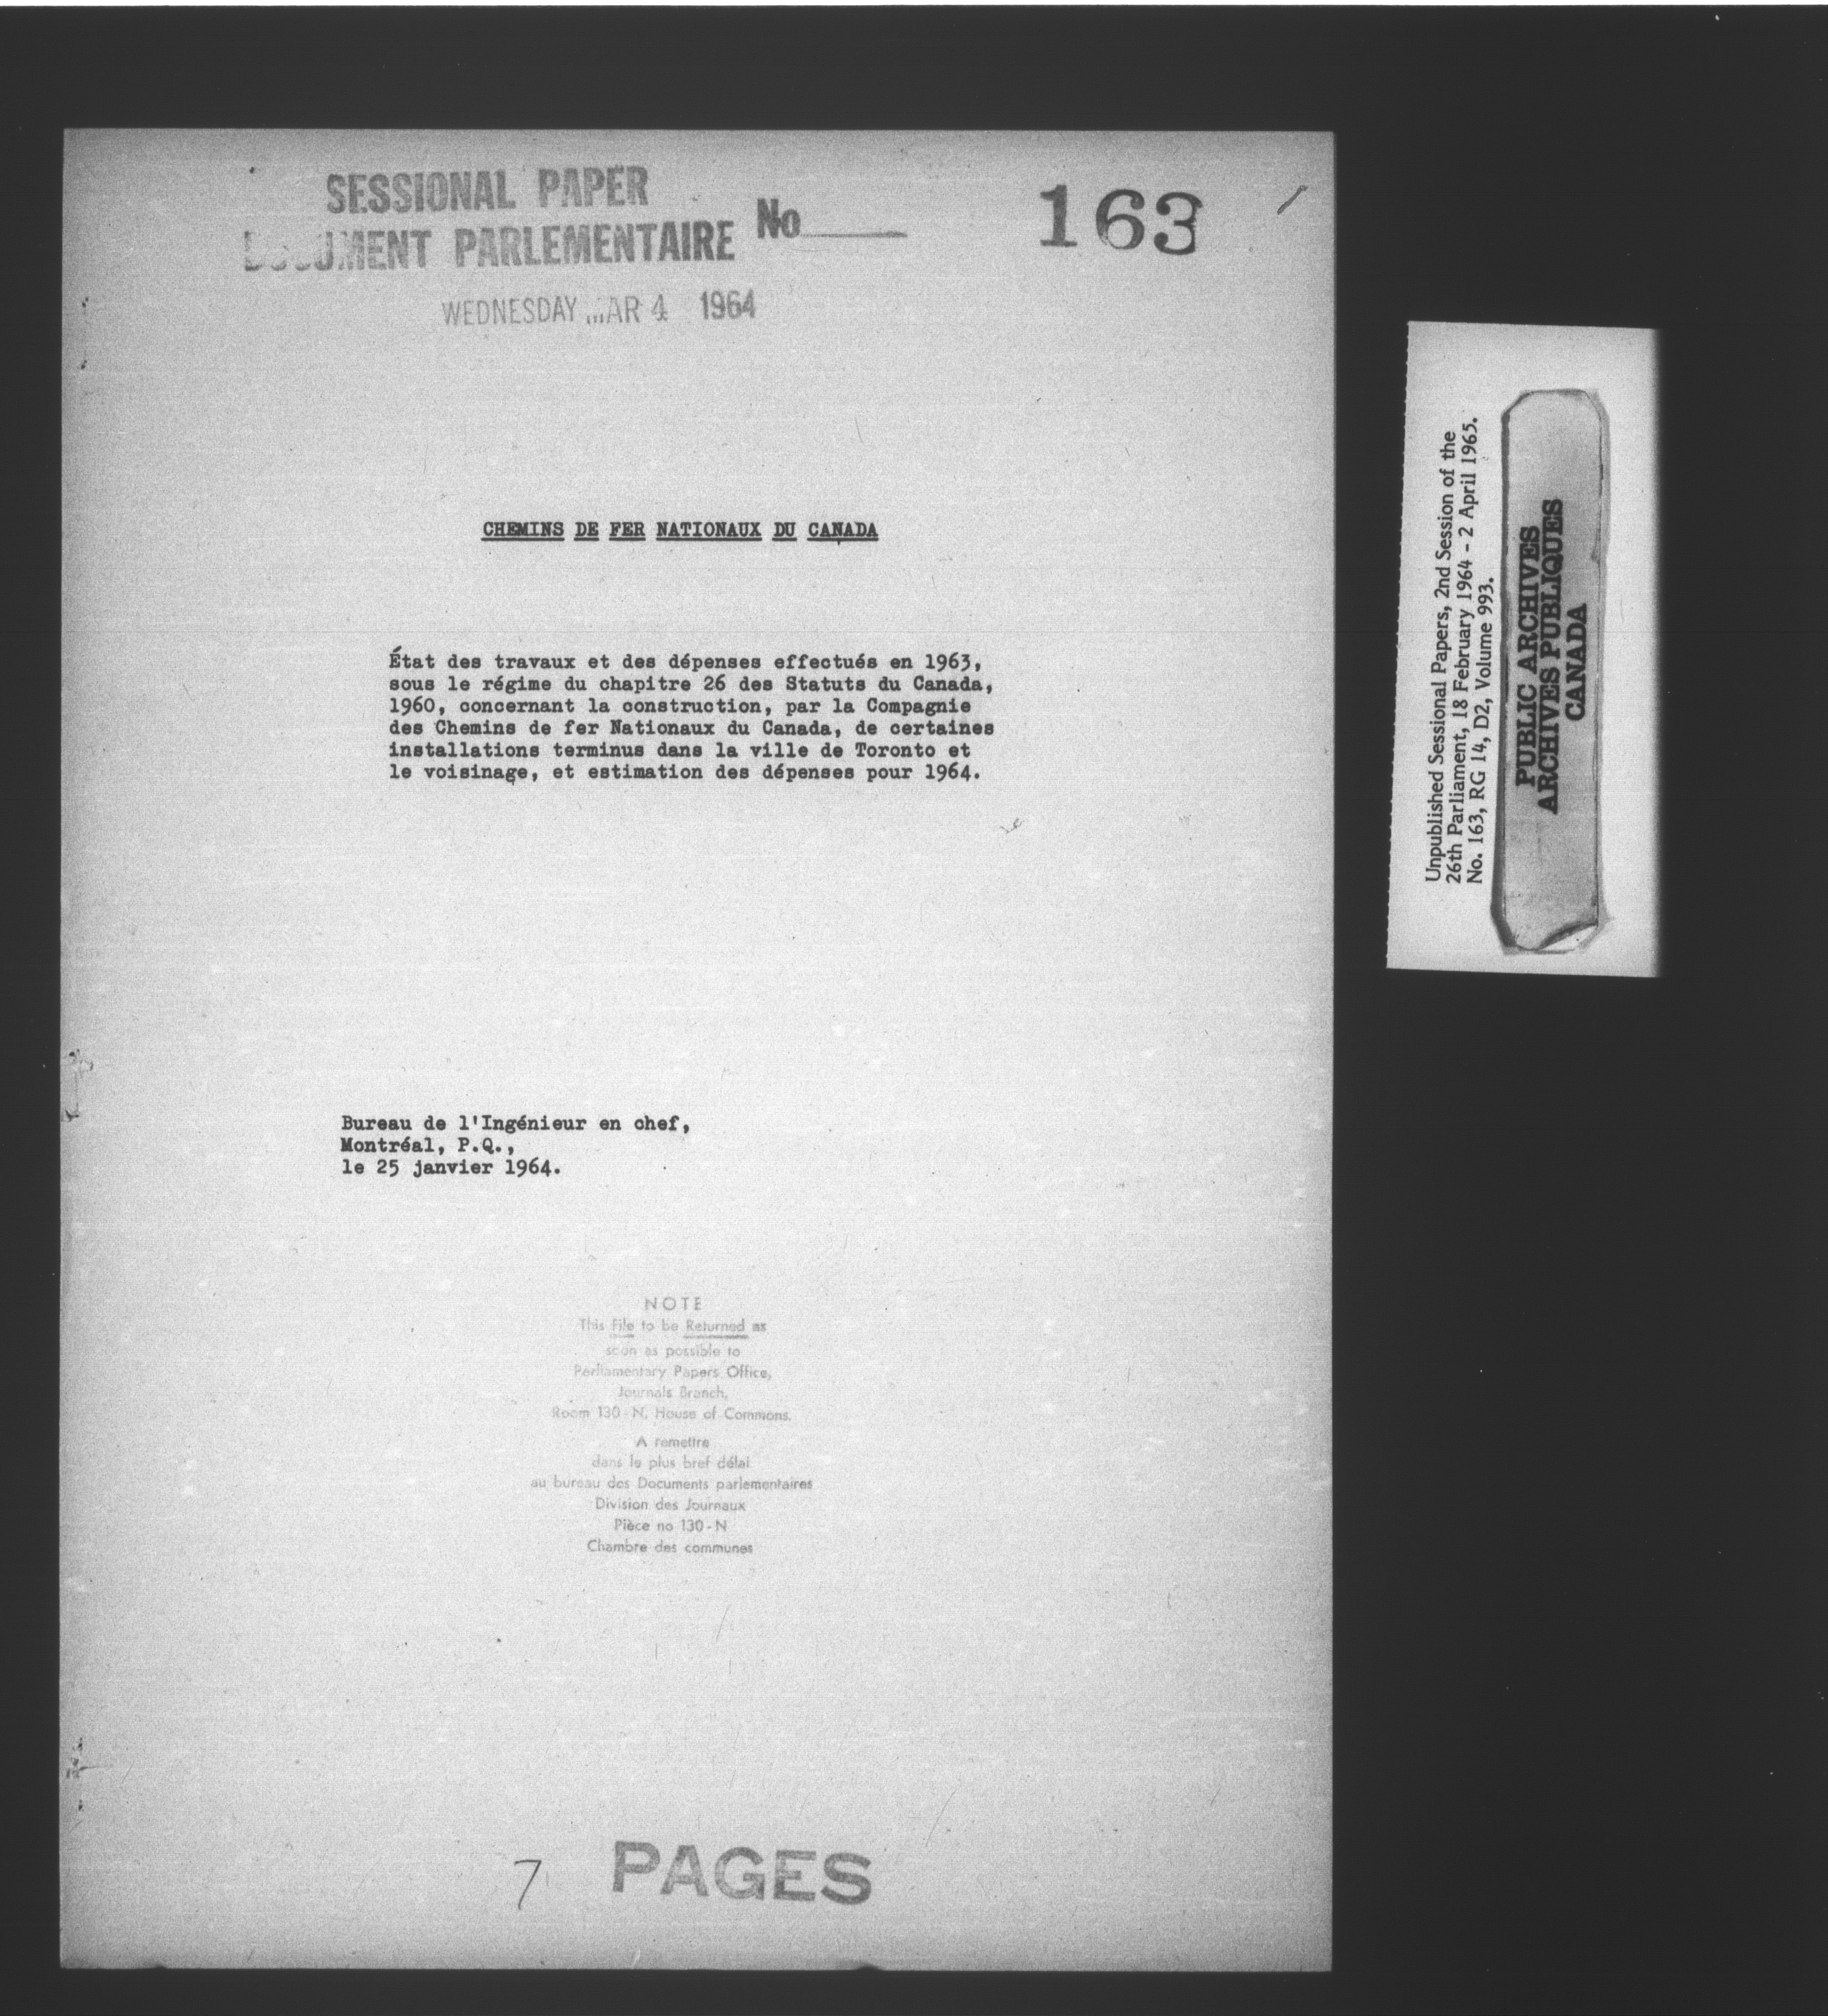 SESSIONAL PAPER
DOCUMENT PARLEMENTAIRE No
163
WEDNESDAY MAR 4 1964
CHEMINS DE FER NATIONAUX DU CANADA
État des travaux et des dépenses effectués en 1963,
sous le régime du chapitre 26 des Statuts du Canada,
1960, concernant la construction, par la Compagnie
des Chemins de fer Nationaux du Canada, de certaines
installations terminus dans la ville de Toronto et
le voisinage, et estimation des dépenses pour 1964.
Bureau de l'Ingénieur en chef,
Montréal, P.Q.,
le 25 janvier 1964.
NOTE
This File to be Returned as
soon as possible to
Parliamentary Papers Office,
Journals Branch,
Room 130-N, House of Commons.
A remettre
dans le plus bref délai
au bureau des Documents parlementaires
Division des Journaux
Pièce no 130-N
Chambre des communes
7 PAGES
Unpublished Sessional Papers, 2nd Session of the
26th Parliament, 18 February 1964 - 2 April 1965.
No. 163, RG 14, D2, Volume 993.
PUBLIC ARCHIVES
ARCHIVES PUBLIQUES
CANADA